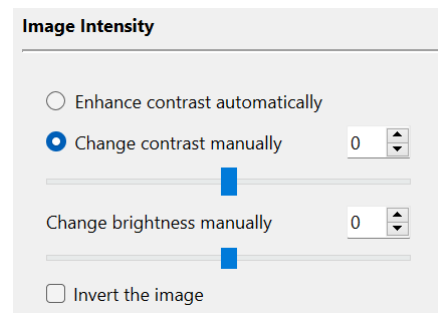 Image Intensity
Enhance contrast automatically
Change contrast manually 0
Change brightness manually 0
Invert the image